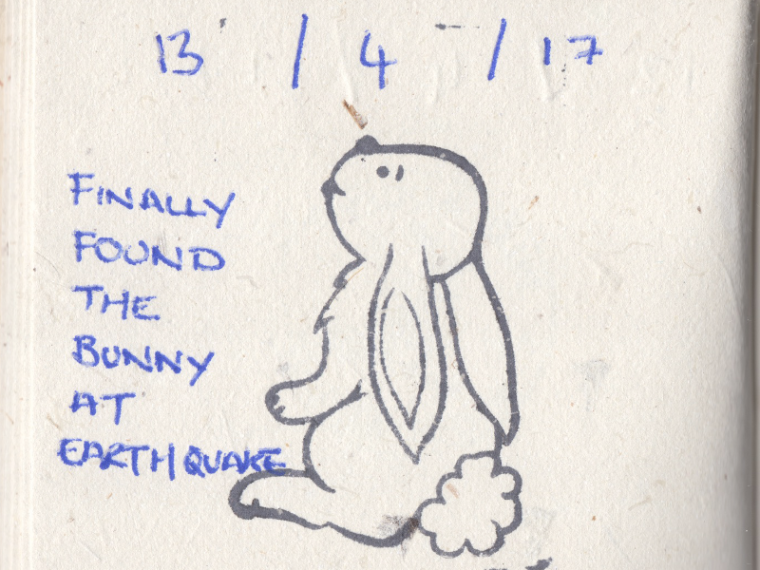 13 / 4 / 17
FINALLY
FOUND
THE
BUNNY
AT
EARTHQUAKE